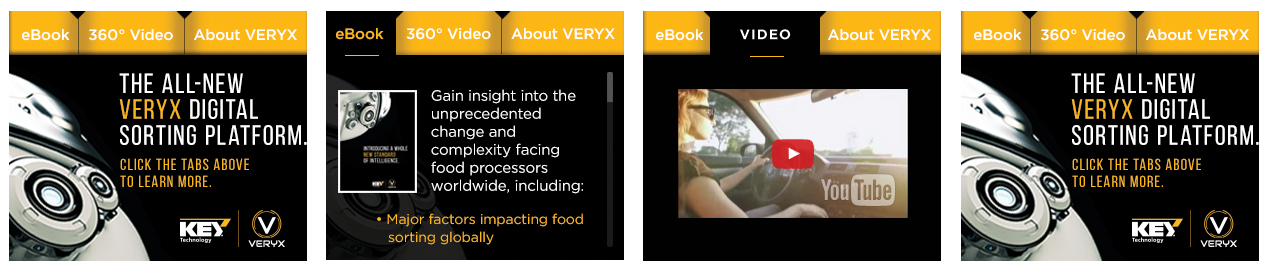 eBook 360° Video About VERYX
THE ALL-NEW
VERYX DIGITAL
SORTING PLATFORM.
CLICK THE TABS ABOVE
TO LEARN MORE.
KEY
Technology
VERYX
eBook 360° Video About VERYX
Gain insight into the
unprecedented
change and
complexity facing
food processors
worldwide, including:
• Major factors impacting food
sorting globally
INTRODUCING A WHOLE
NEW STANDARD
OF INTELLIGENCE.
KEY
VERYX
eBook VIDEO About VERYX
YouTube
eBook 360° Video About VERYX
THE ALL-NEW
VERYX DIGITAL
SORTING PLATFORM.
CLICK THE TABS ABOVE
TO LEARN MORE.
KEY
Technology
VERYX